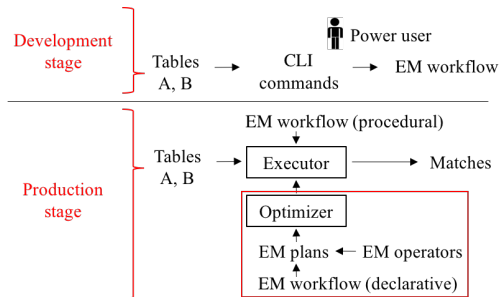 Development
stage
Power user
Tables
A, B
CLI
commands
EM workflow
Production
stage
EM workflow (procedural)
Tables
A, B
Executor
Matches
Optimizer
EM plans
EM operators
EM workflow (declarative)